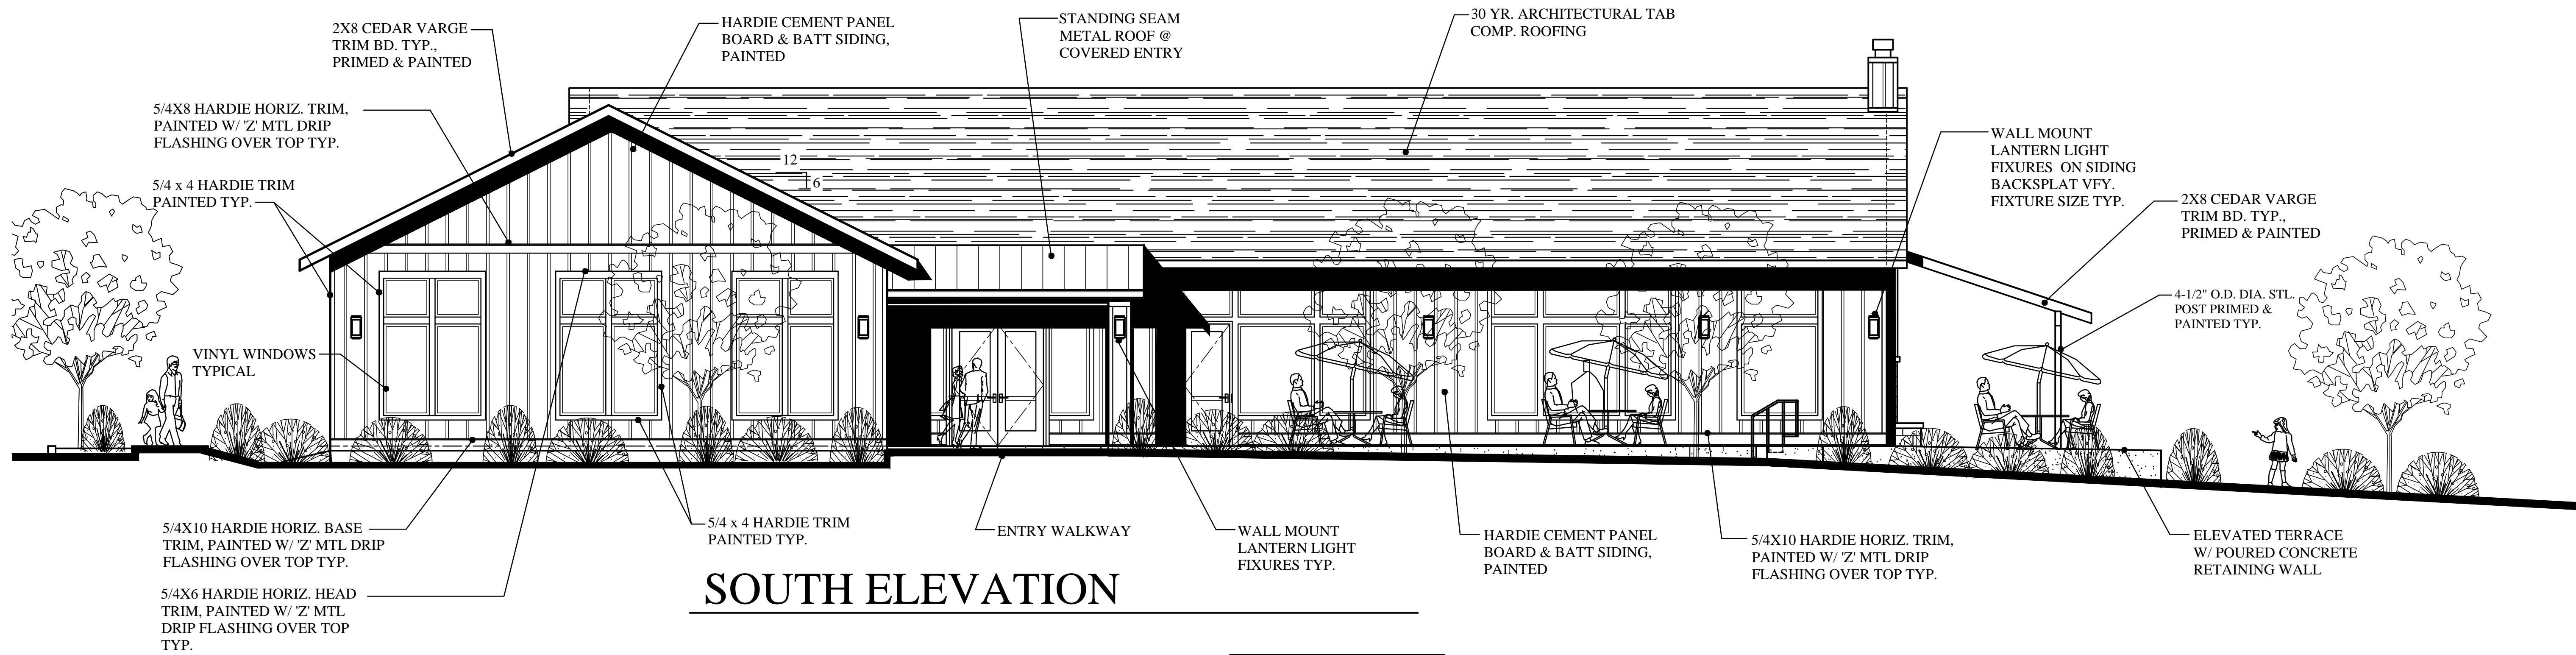 2X8 CEDAR VARGE
TRIM BD. TYP.,
PRIMED & PAINTED
HARDIE CEMENT PANEL
BOARD & BATT SIDING,
PAINTED
STANDING SEAM
METAL ROOF @
COVERED ENTRY
30 YR. ARCHITECTURAL TAB
COMP. ROOFING
5/4X8 HARDIE HORIZ. TRIM,
PAINTED W/ 'Z' MTL DRIP
FLASHING OVER TOP TYP.
5/4 x 4 HARDIE TRIM
PAINTED TYP.
12
6
WALL MOUNT
LANTERN LIGHT
FIXTURES ON SIDING
BACKSPLAT VFY.
FIXTURE SIZE TYP.
2X8 CEDAR VARGE
TRIM BD. TYP.,
PRIMED & PAINTED
4-1/2" O.D. DIA. STL.
POST PRIMED &
PAINTED TYP.
VINYL WINDOWS
TYPICAL
5/4X10 HARDIE HORIZ. BASE
TRIM, PAINTED W/ 'Z' MTL DRIP
FLASHING OVER TOP TYP.
5/4X6 HARDIE HORIZ. HEAD
TRIM, PAINTED W/ 'Z' MTL
DRIP FLASHING OVER TOP
TYP.
5/4 x 4 HARDIE TRIM
PAINTED TYP.
ENTRY WALKWAY
WALL MOUNT
LANTERN LIGHT
FIXTURES TYP.
HARDIE CEMENT PANEL
BOARD & BATT SIDING,
PAINTED
5/4X10 HARDIE HORIZ. TRIM,
PAINTED W/ 'Z' MTL DRIP
FLASHING OVER TOP TYP.
ELEVATED TERRACE
W/ POURED CONCRETE
RETAINING WALL
SOUTH ELEVATION